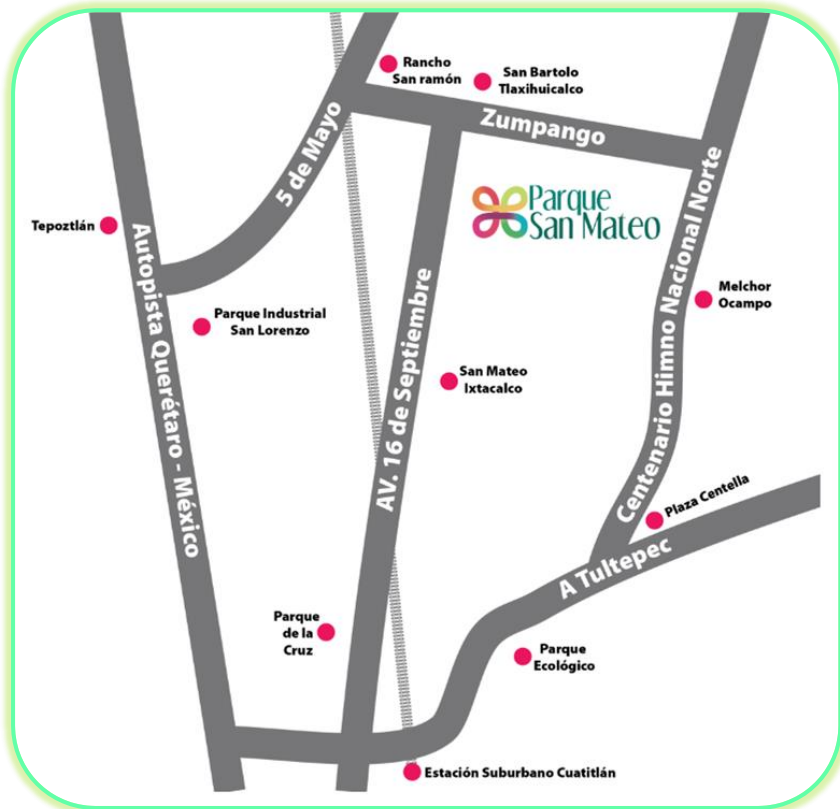 Rancho
San ramón
San Bartolo
Tlaxihuicalco
5 de Mayo
Zumpango
Parque
San Mateo
Tepoztlán
Autopista Querétaro - México
Centenario Himno Nacional Norte
Melchor
Ocampo
Parque Industrial
San Lorenzo
AV. 16 de Septiembre
San Mateo
Ixtacalco
Plaza Centella
A Tultepec
Parque
de la
Cruz
Parque
Ecológico
Estación Suburbano Cuatitlán